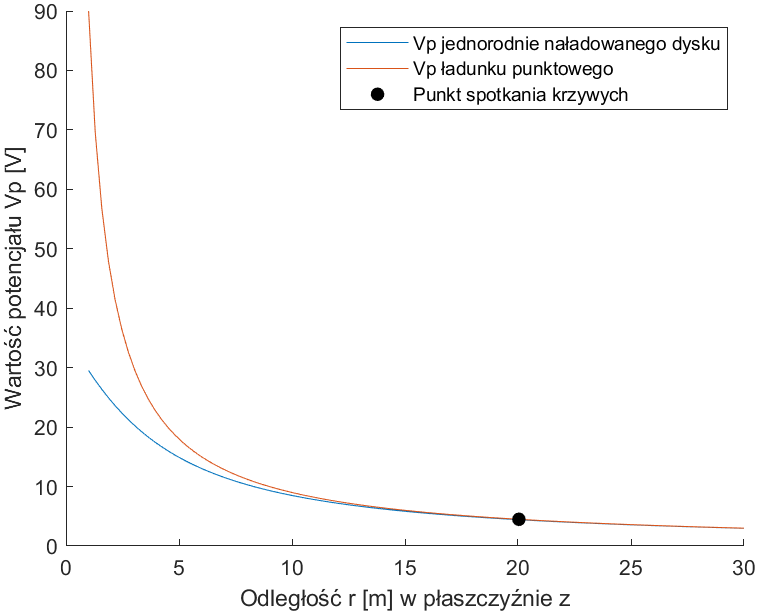 90
80
70
60
50
40
30
20
10
0
Wartość potencjału Vp [V]
Vp jednorodnie naładowanego dysku
Vp ładunku punktowego
Punkt spotkania krzywych
0 5 10 15 20 25 30
Odległość r [m] w płaszczyźnie z